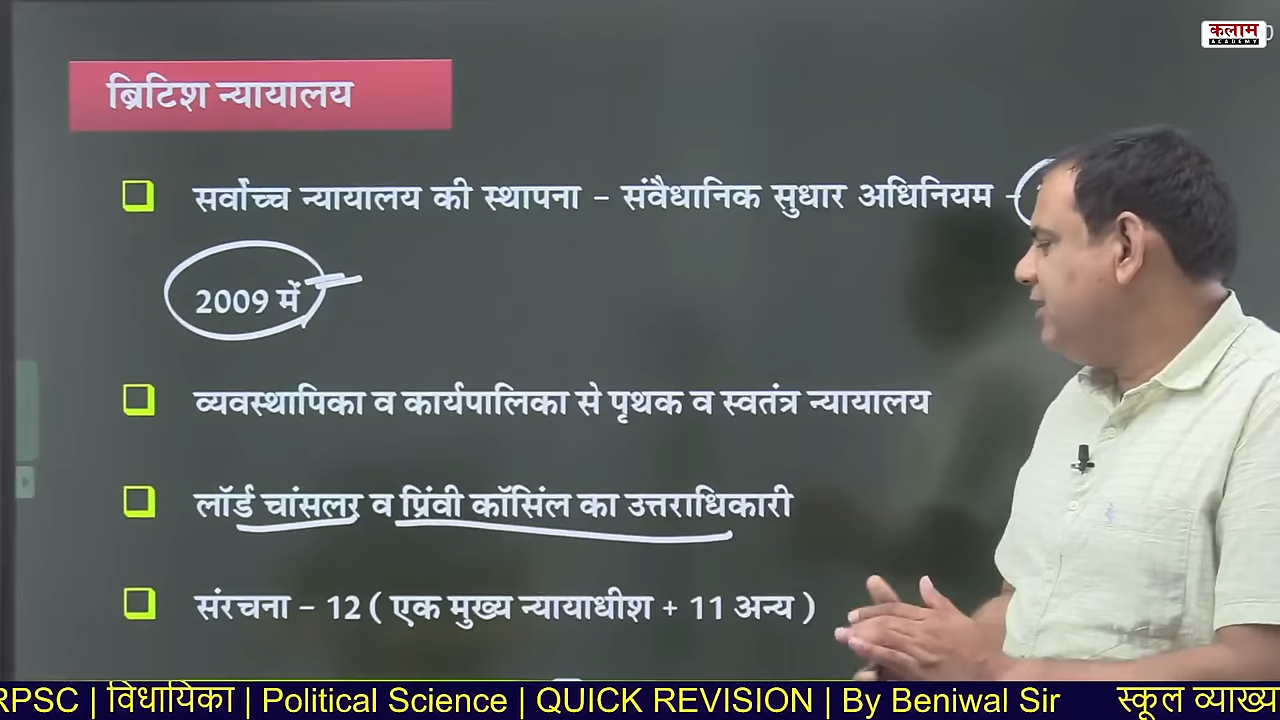 कलाम
ACADEMY
ब्रिटिश न्यायालय
सर्वोच्च न्यायालय की स्थापना – संवैधानिक सुधार अधिनियम –
2009 में
व्यवस्थापिका व कार्यपालिका से पृथक व स्वतंत्र न्यायालय
लॉर्ड चांसलर व प्रिंवी कॉसिंल का उत्तराधिकारी
संरचना – 12 ( एक मुख्य न्यायाधीश + 11 अन्य )
RPSC | विधायिका | Political Science | QUICK REVISION | By Beniwal Sir स्कूल